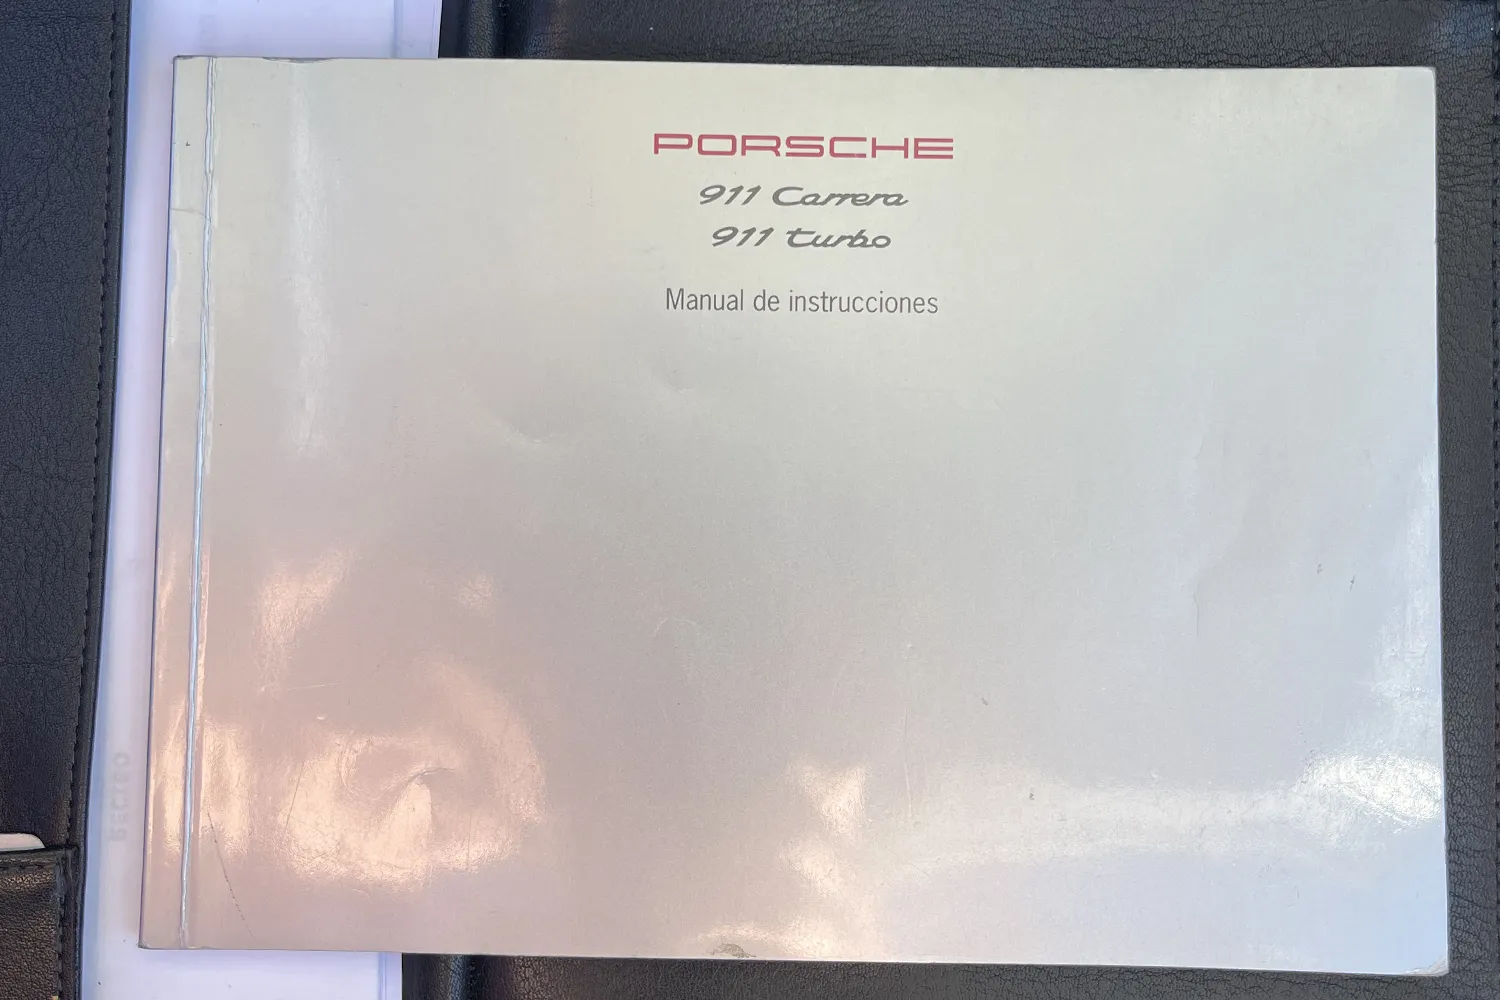 PORSCHE
911 Carrera
911 turbo
Manual de instrucciones